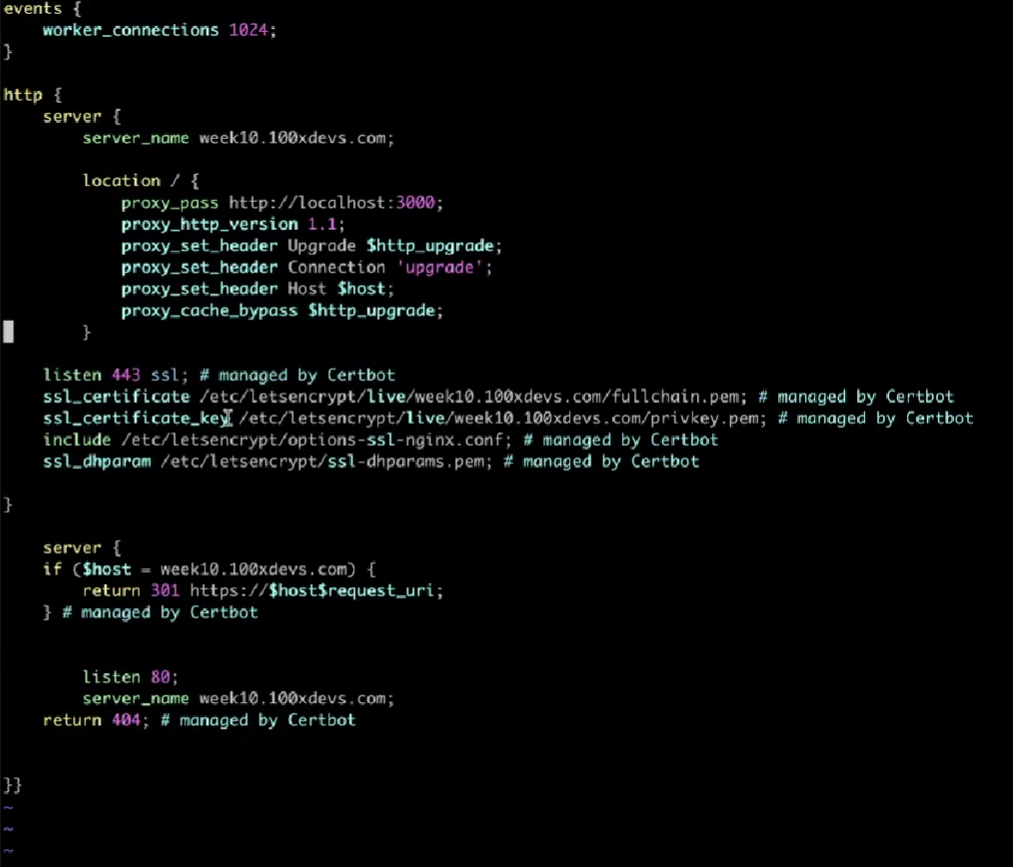 events {
    worker_connections 1024;
}

http {
    server {
        server_name week10.100xdevs.com;

        location / {
            proxy_pass http://localhost:3000;
            proxy_http_version 1.1;
            proxy_set_header Upgrade $http_upgrade;
            proxy_set_header Connection 'upgrade';
            proxy_set_header Host $host;
            proxy_cache_bypass $http_upgrade;
        }

    listen 443 ssl; # managed by Certbot
    ssl_certificate /etc/letsencrypt/live/week10.100xdevs.com/fullchain.pem; # managed by Certbot
    ssl_certificate_key /etc/letsencrypt/live/week10.100xdevs.com/privkey.pem; # managed by Certbot
    include /etc/letsencrypt/options-ssl-nginx.conf; # managed by Certbot
    ssl_dhparam /etc/letsencrypt/ssl-dhparams.pem; # managed by Certbot

}

    server {
    if ($host = week10.100xdevs.com) {
        return 301 https://$host$request_uri;
    } # managed by Certbot


        listen 80;
        server_name week10.100xdevs.com;
    return 404; # managed by Certbot


}}
~
~
~